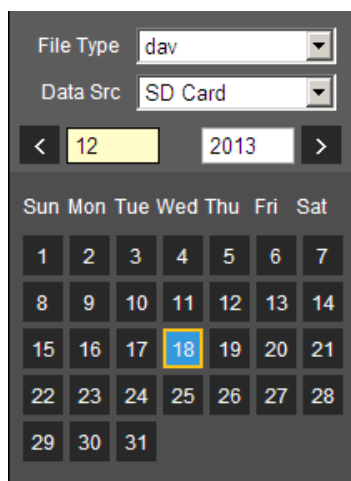 File Type dav
Data Src SD Card
< 12 2013 >
Sun Mon Tue Wed Thu Fri Sat
1 2 3 4 5 6 7
8 9 10 11 12 13 14
15 16 17 18 19 20 21
22 23 24 25 26 27 28
29 30 31